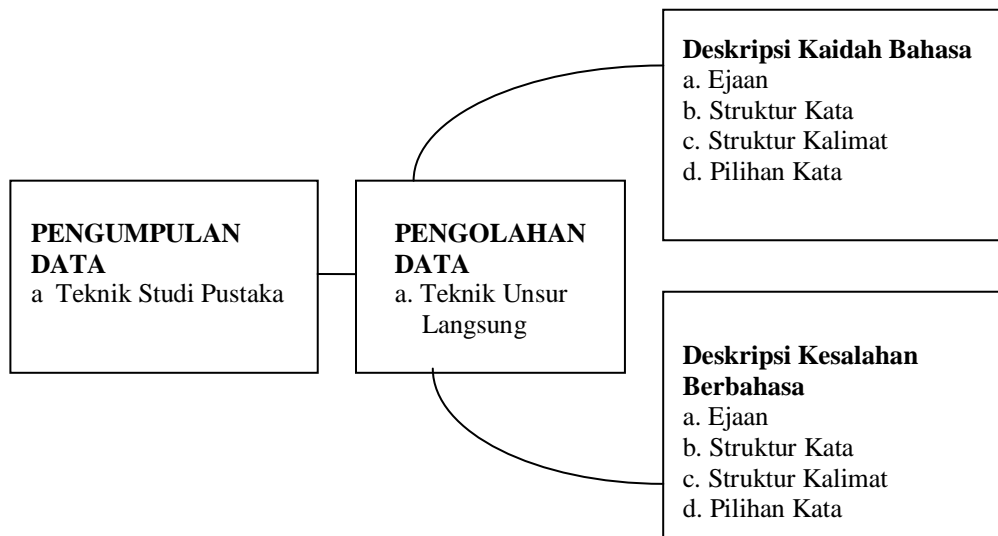 PENGUMPULAN
DATA
a Teknik Studi Pustaka
PENGOLAHAN
DATA
a. Teknik Unsur
Langsung
Deskripsi Kaidah Bahasa
a. Ejaan
b. Struktur Kata
c. Struktur Kalimat
d. Pilihan Kata
Deskripsi Kesalahan
Berbahasa
a. Ejaan
b. Struktur Kata
c. Struktur Kalimat
d. Pilihan Kata